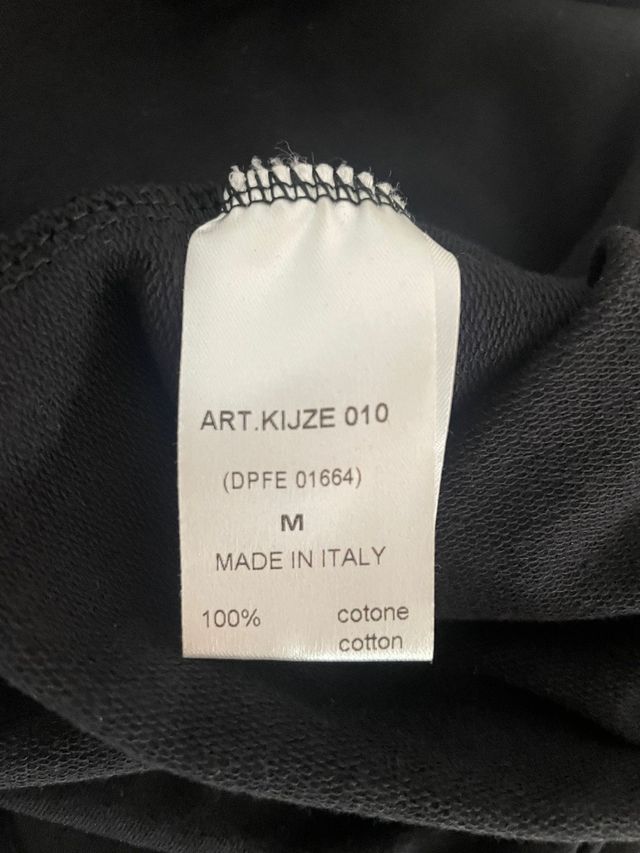 ART.KIJZE 010
(DPFE 01664)
M
MADE IN ITALY
100% cotone
cotton